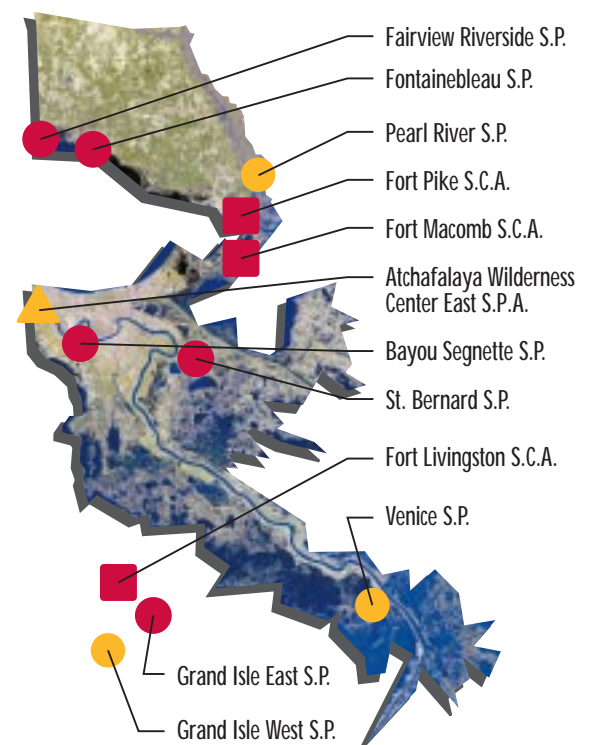 Fairview Riverside S.P.
Fontainebleau S.P.
Pearl River S.P.
Fort Pike S.C.A.
Fort Macomb S.C.A.
Atchafalaya Wilderness
Center East S.P.A.
Bayou Segnette S.P.
St. Bernard S.P.
Fort Livingston S.C.A.
Venice S.P.
Grand Isle East S.P.
Grand Isle West S.P.